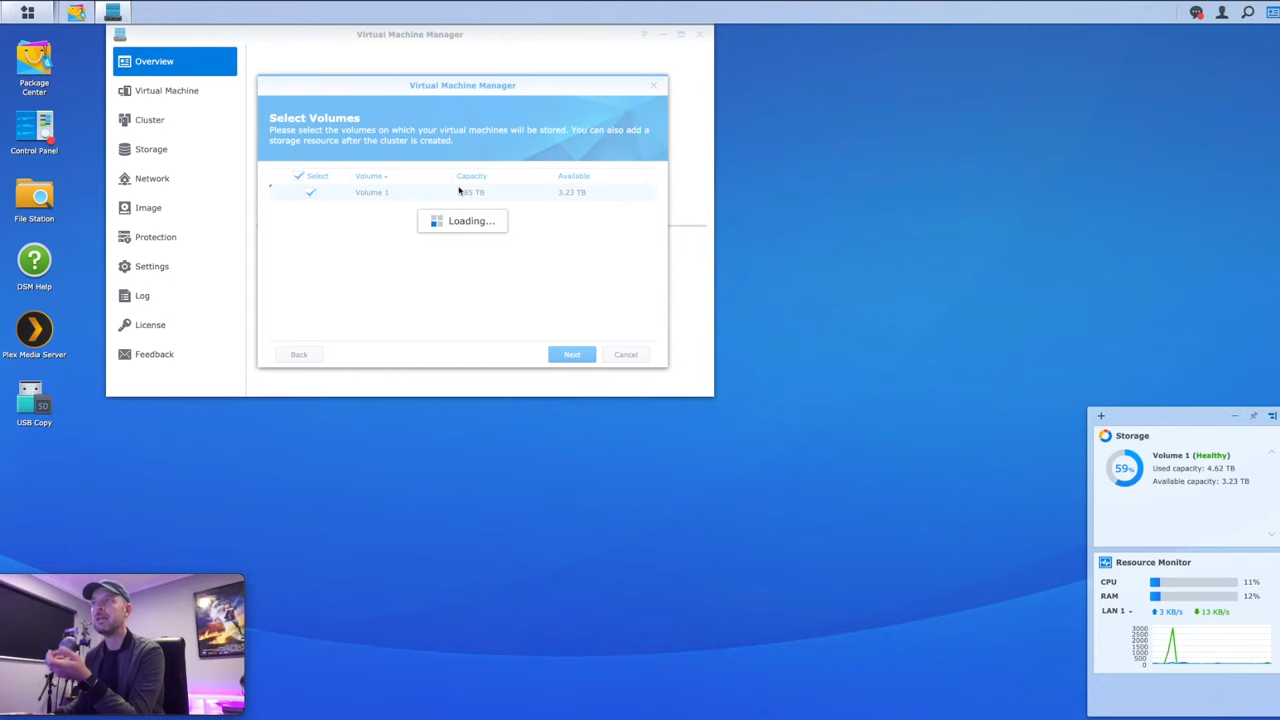 Virtual Machine Manager
Package
Center
Control Panel
File Station
DSM Help
Plex Media Server
SD
USB Copy
Overview
Virtual Machine
Cluster
Storage
Network
Image
Protection
Settings
Log
License
Feedback
Virtual Machine Manager
Select Volumes
Please select the volumes on which your virtual machines will be stored. You can also add a
storage resource after the cluster is created.
Select Volume Capacity Available
Volume 1 85 TB 3.23 TB
Loading...
Back Next Cancel
Storage
59%
Volume 1 (Healthy)
Used capacity: 4.62 TB
Available capacity: 3.23 TB
Resource Monitor
CPU 11%
RAM 12%
LAN 1 3 KB/s 13 KB/s
3000
2500
2000
1500
1000
500
0